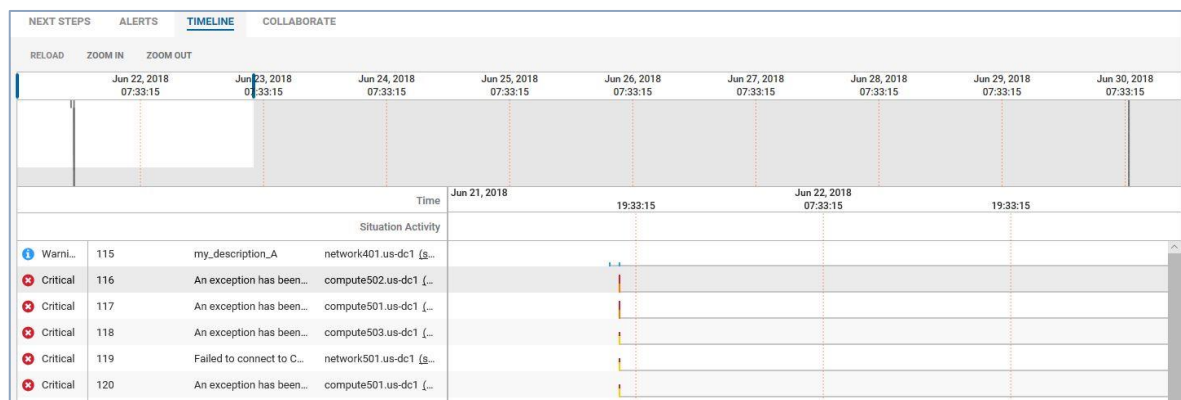 NEXT STEPS ALERTS TIMELINE COLLABORATE
RELOAD ZOOM IN ZOOM OUT
Jun 22, 2018 Jun 23, 2018 Jun 24, 2018 Jun 25, 2018 Jun 26, 2018 Jun 27, 2018 Jun 28, 2018 Jun 29, 2018 Jun 30, 2018
07:33:15 07:33:15 07:33:15 07:33:15 07:33:15 07:33:15 07:33:15 07:33:15 07:33:15
Time Jun 21, 2018 Jun 22, 2018
19:33:15 07:33:15 19:33:15
Situation Activity
Warni... 115 my_description_A network401.us-dc1 (s...
Critical 116 An exception has been... compute502.us-dc1 (...
Critical 117 An exception has been... compute501.us-dc1 (...
Critical 118 An exception has been... compute503.us-dc1 (...
Critical 119 Failed to connect to C... network501.us-dc1 (s...
Critical 120 An exception has been... compute501.us-dc1 (...